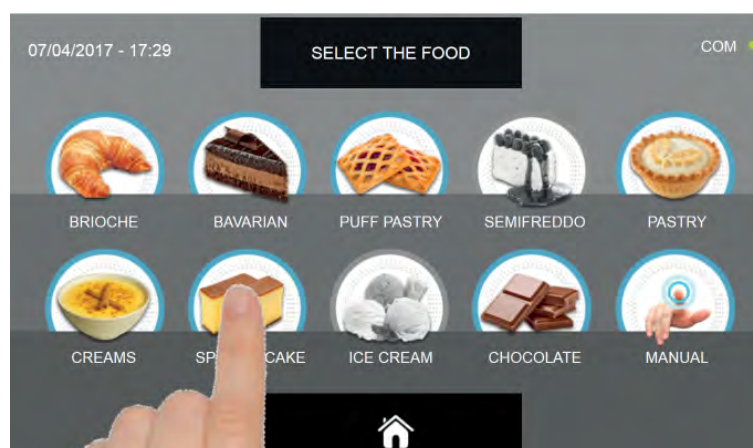 07/04/2017 - 17:29
SELECT THE FOOD
COM
BRIOCHE
BAVARIAN
PUFF PASTRY
SEMIFREDDO
PASTRY
CREAMS
CAKE
ICE CREAM
CHOCOLATE
MANUAL